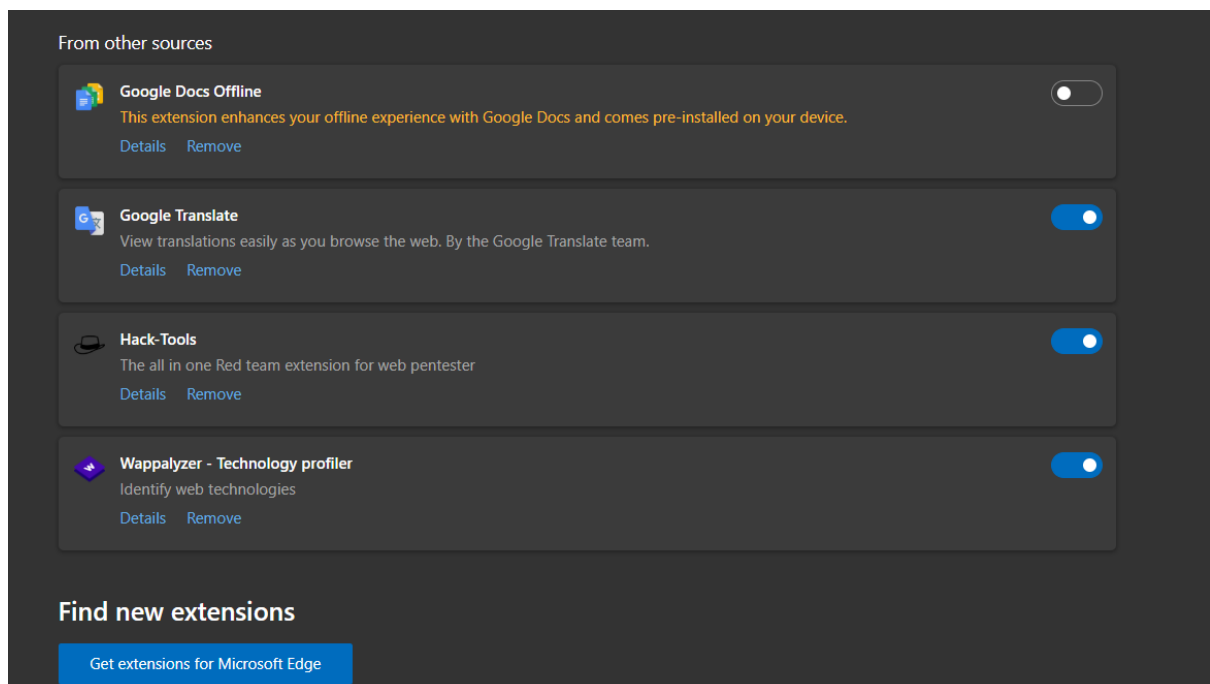 From other sources
Google Docs Offline
This extension enhances your offline experience with Google Docs and comes pre-installed on your device.
Details Remove
Google Translate
View translations easily as you browse the web. By the Google Translate team.
Details Remove
Hack-Tools
The all in one Red team extension for web pentester
Details Remove
Wappalyzer - Technology profiler
Identify web technologies
Details Remove
Find new extensions
Get extensions for Microsoft Edge